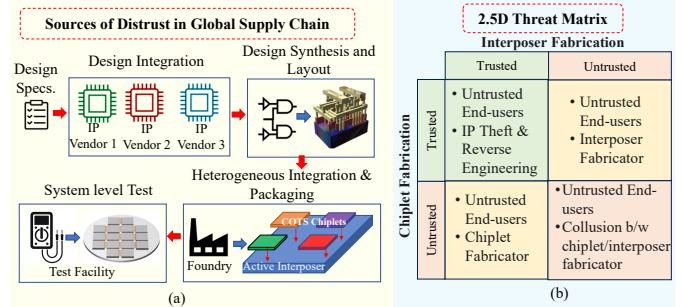 Sources of Distrust in Global Supply Chain
Design
Specs.
Design Integration
IP
Vendor 1
IP
Vendor 2
IP
Vendor 3
Design Synthesis and
Layout
Heterogeneous Integration &
Packaging
System level Test
Test Facility
Foundry
COTS Chiplets
Active Interposer
(a)
2.5D Threat Matrix
Interposer Fabrication
Trusted
Untrusted
Chiplet Fabrication
Trusted
• Untrusted
End-users
• IP Theft &
Reverse
Engineering
• Untrusted
End-users
• Interposer
Fabricator
Untrusted
• Untrusted
End-users
• Chiplet
Fabricator
• Untrusted End-
users
• Collusion b/w
chiplet/interposer
fabricator
(b)